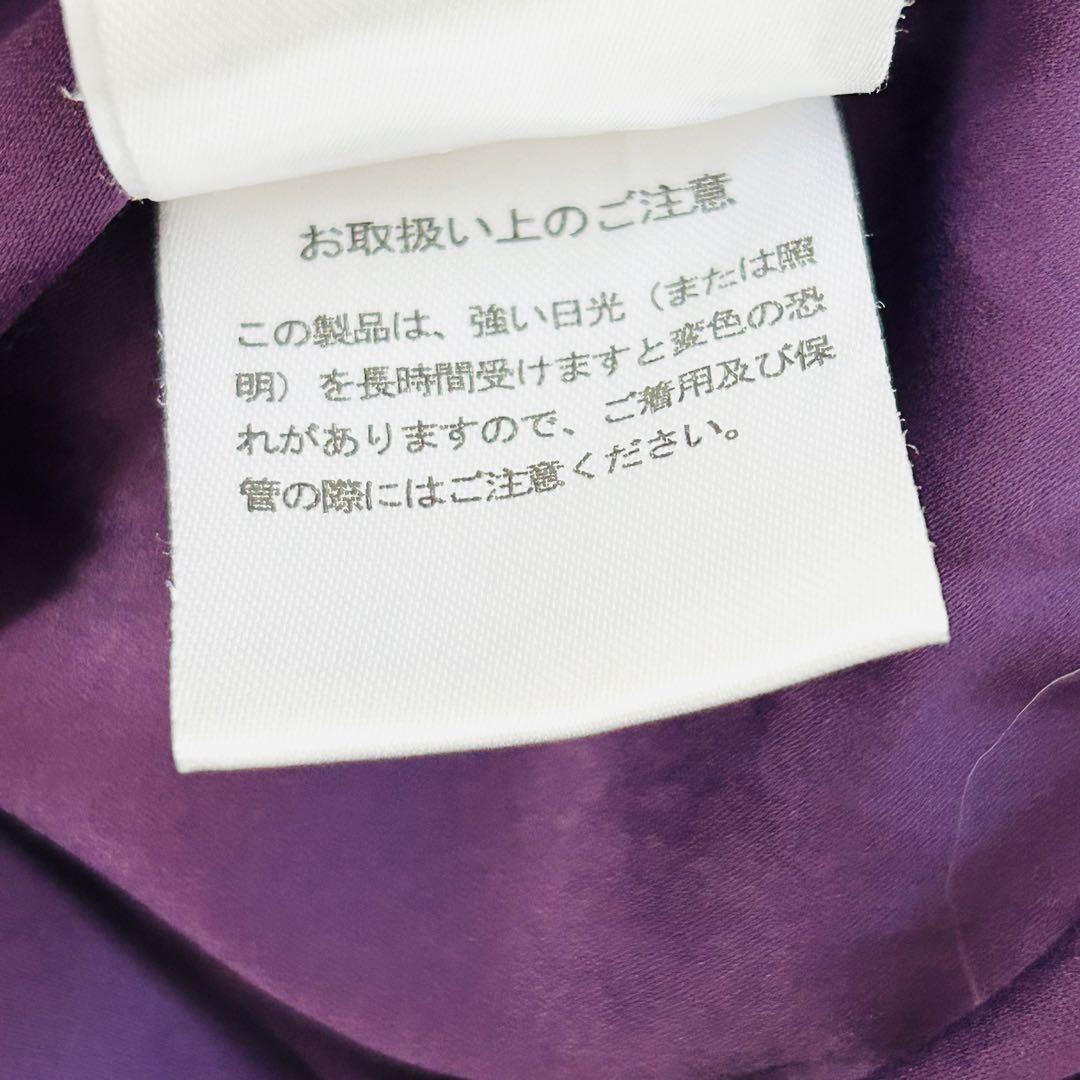 お取扱い上のご注意
この製品は、強い日光（または照
明）を長時間受けますと変色の恐
れがありますので、ご着用及び保
管の際にはご注意ください。